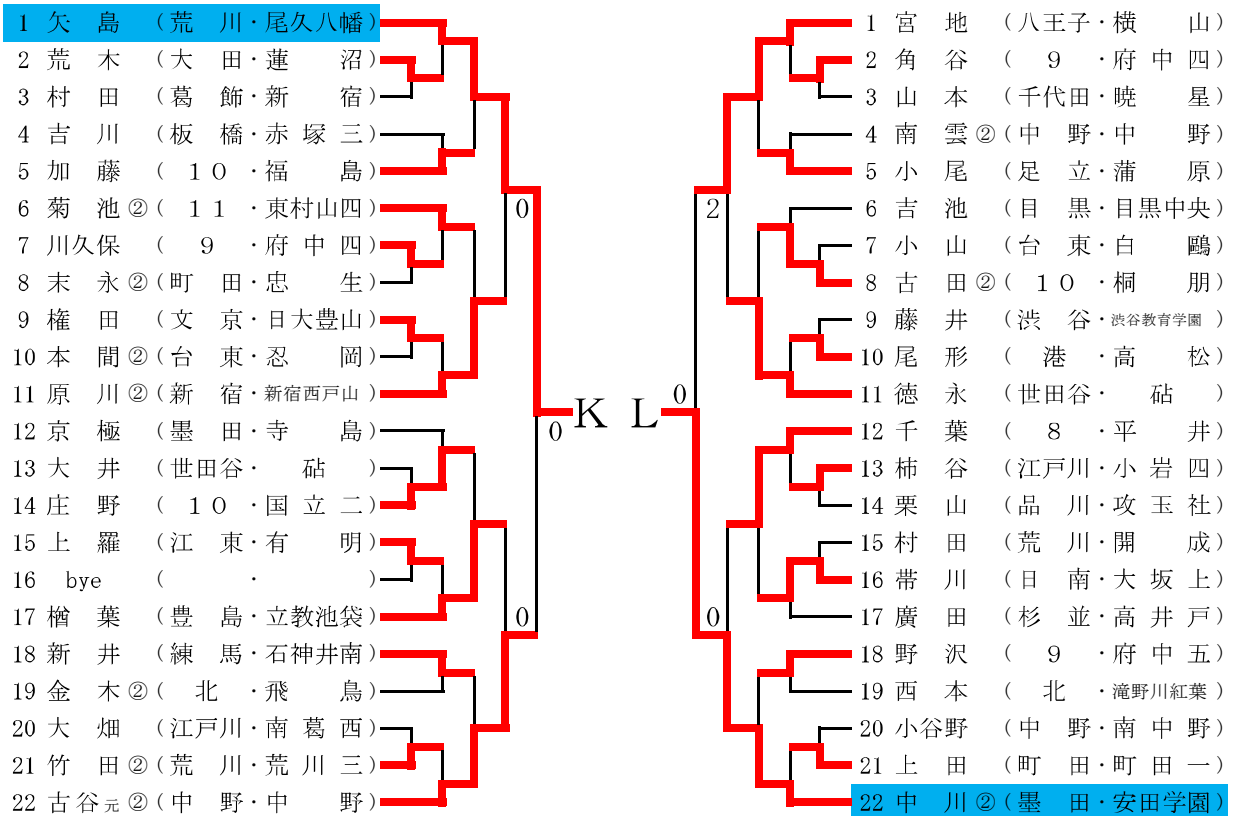 1 矢島 (荒川・尾久八幡)
2 荒木 (大田・蓮沼)
3 村田 (葛飾・新宿)
4 吉川 (板橋・赤塚三)
5 加藤 (10・福島)
6 菊池② (11・東村山四)
7 川久保 (9・府中四)
8 末永② (町田・忠生)
9 権田 (文京・日大豊山)
10 本間② (台東・忍岡)
11 原川② (新宿・新宿西戸山)
12 京極 (墨田・寺島)
13 大井 (世田谷・砧)
14 庄野 (10・国立二)
15 上羅 (江東・有明)
16 bye (・)
17 楢葉 (豊島・立教池袋)
18 新井 (練馬・石神井南)
19 金木② (北・飛鳥)
20 大畑 (江戸川・南葛西)
21 竹田② (荒川・荒川三)
22 古谷元② (中野・中野)
0
0
0
K L
0
2
0
1 宮地 (八王子・横山)
2 角谷 (9・府中四)
3 山本 (千代田・暁星)
4 南雲② (中野・中野)
5 小尾 (足立・蒲原)
6 吉池 (目黒・目黒中央)
7 小山 (台東・白鷗)
8 古田② (10・桐朋)
9 藤井 (渋谷・渋谷教育学園)
10 尾形 (港・高松)
11 徳永 (世田谷・砧)
12 千葉 (8・平井)
13 柿谷 (江戸川・小岩四)
14 栗山 (品川・攻玉社)
15 村田 (荒川・開成)
16 帯川 (日南・大坂上)
17 廣田 (杉並・高井戸)
18 野沢 (9・府中五)
19 西本 (北・滝野川紅葉)
20 小谷野 (中野・南中野)
21 上田 (町田・町田一)
22 中川② (墨田・安田学園)